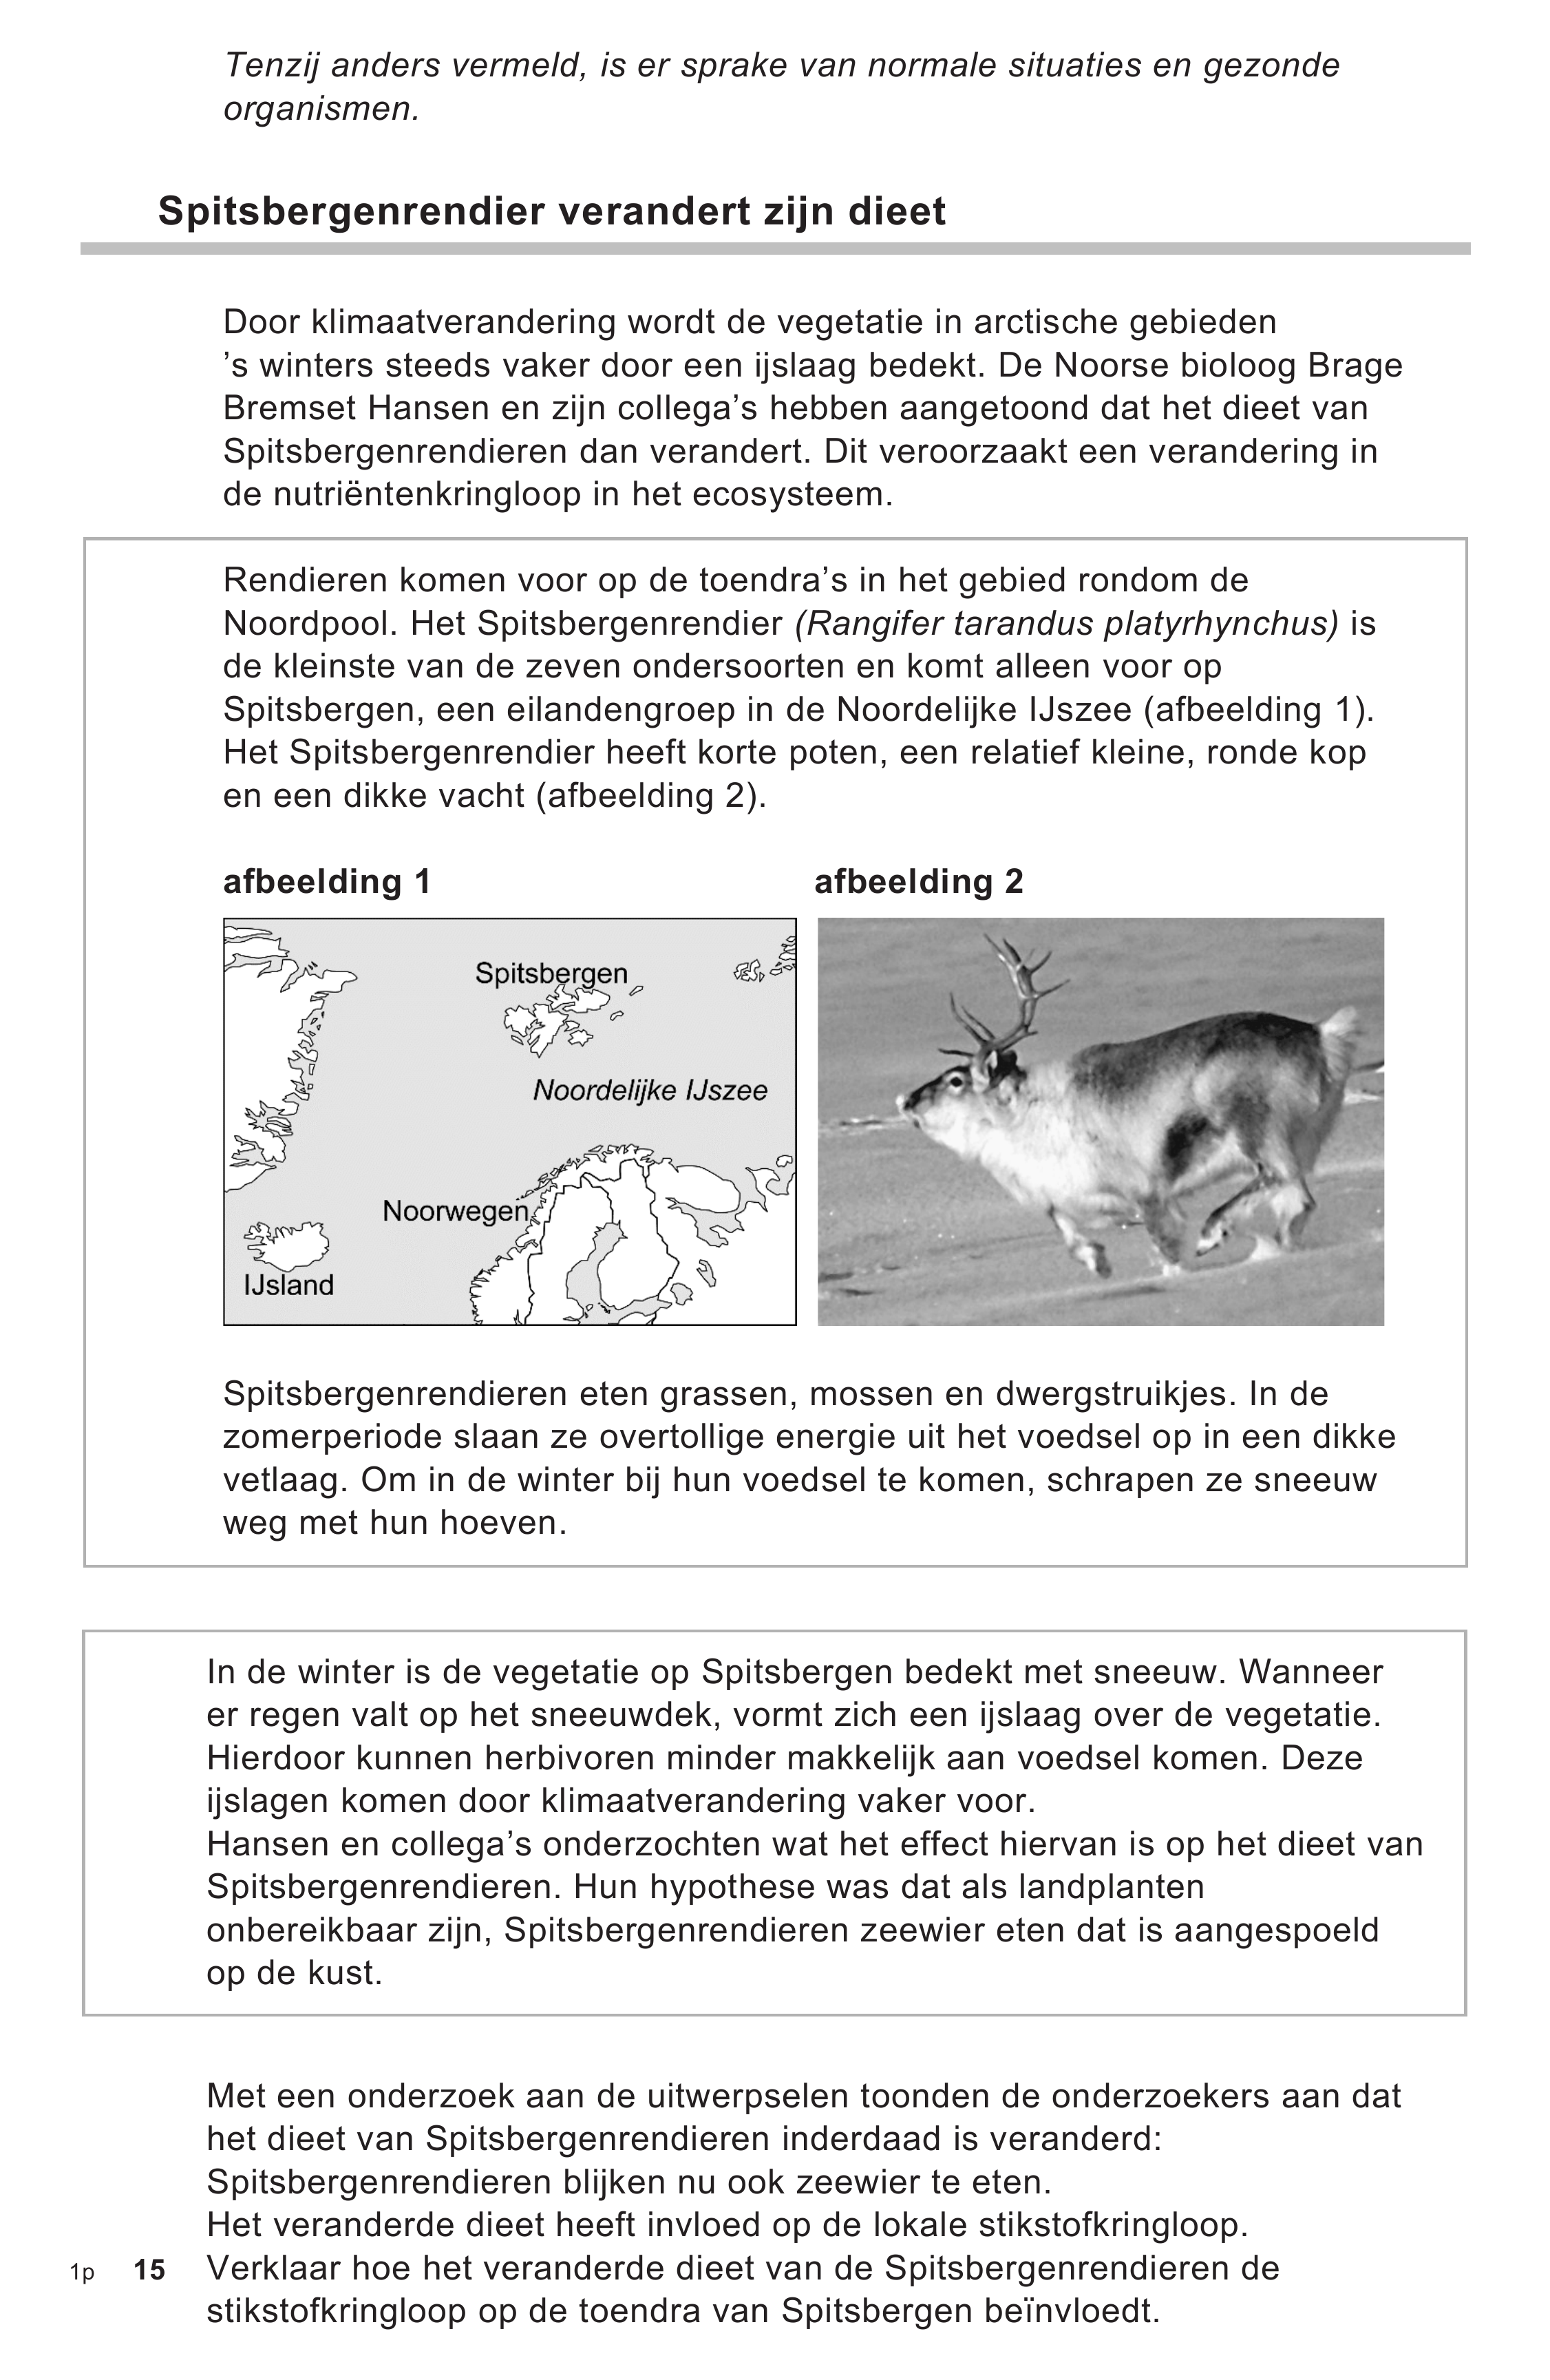 Tenzij anders vermeld, is er sprake van normale situaties en gezonde
organismen.
Spitsbergenrendier verandert zijn dieet
Door klimaatverandering wordt de vegetatie in arctische gebieden
’s winters steeds vaker door een ijslaag bedekt. De Noorse bioloog Brage
Bremset Hansen en zijn collega’s hebben aangetoond dat het dieet van
Spitsbergenrendieren dan verandert. Dit veroorzaakt een verandering in
de nutriëntenkringloop in het ecosysteem.
Rendieren komen voor op de toendra’s in het gebied rondom de
Noordpool. Het Spitsbergenrendier (Rangifer tarandus platyrhynchus) is
de kleinste van de zeven ondersoorten en komt alleen voor op
Spitsbergen, een eilandengroep in de Noordelijke IJszee (afbeelding 1).
Het Spitsbergenrendier heeft korte poten, een relatief kleine, ronde kop
en een dikke vacht (afbeelding 2).
afbeelding 1
afbeelding 2
Spitsbergen
Noordelijke IJszee
Noorwegen
IJsland
Spitsbergenrendieren eten grassen, mossen en dwergstruikjes. In de
zomerperiode slaan ze overtollige energie uit het voedsel op in een dikke
vetlaag. Om in de winter bij hun voedsel te komen, schrapen ze sneeuw
weg met hun hoeven.
In de winter is de vegetatie op Spitsbergen bedekt met sneeuw. Wanneer
er regen valt op het sneeuwdek, vormt zich een ijslaag over de vegetatie.
Hierdoor kunnen herbivoren minder makkelijk aan voedsel komen. Deze
ijslagen komen door klimaatverandering vaker voor.
Hansen en collega’s onderzochten wat het effect hiervan is op het dieet van
Spitsbergenrendieren. Hun hypothese was dat als landplanten
onbereikbaar zijn, Spitsbergenrendieren zeewier eten dat is aangespoeld
op de kust.
Met een onderzoek aan de uitwerpselen toonden de onderzoekers aan dat
het dieet van Spitsbergenrendieren inderdaad is veranderd:
Spitsbergenrendieren blijken nu ook zeewier te eten.
Het veranderde dieet heeft invloed op de lokale stikstofkringloop.
1p 15 Verklaar hoe het veranderde dieet van de Spitsbergenrendieren de
stikstofkringloop op de toendra van Spitsbergen beïnvloedt.